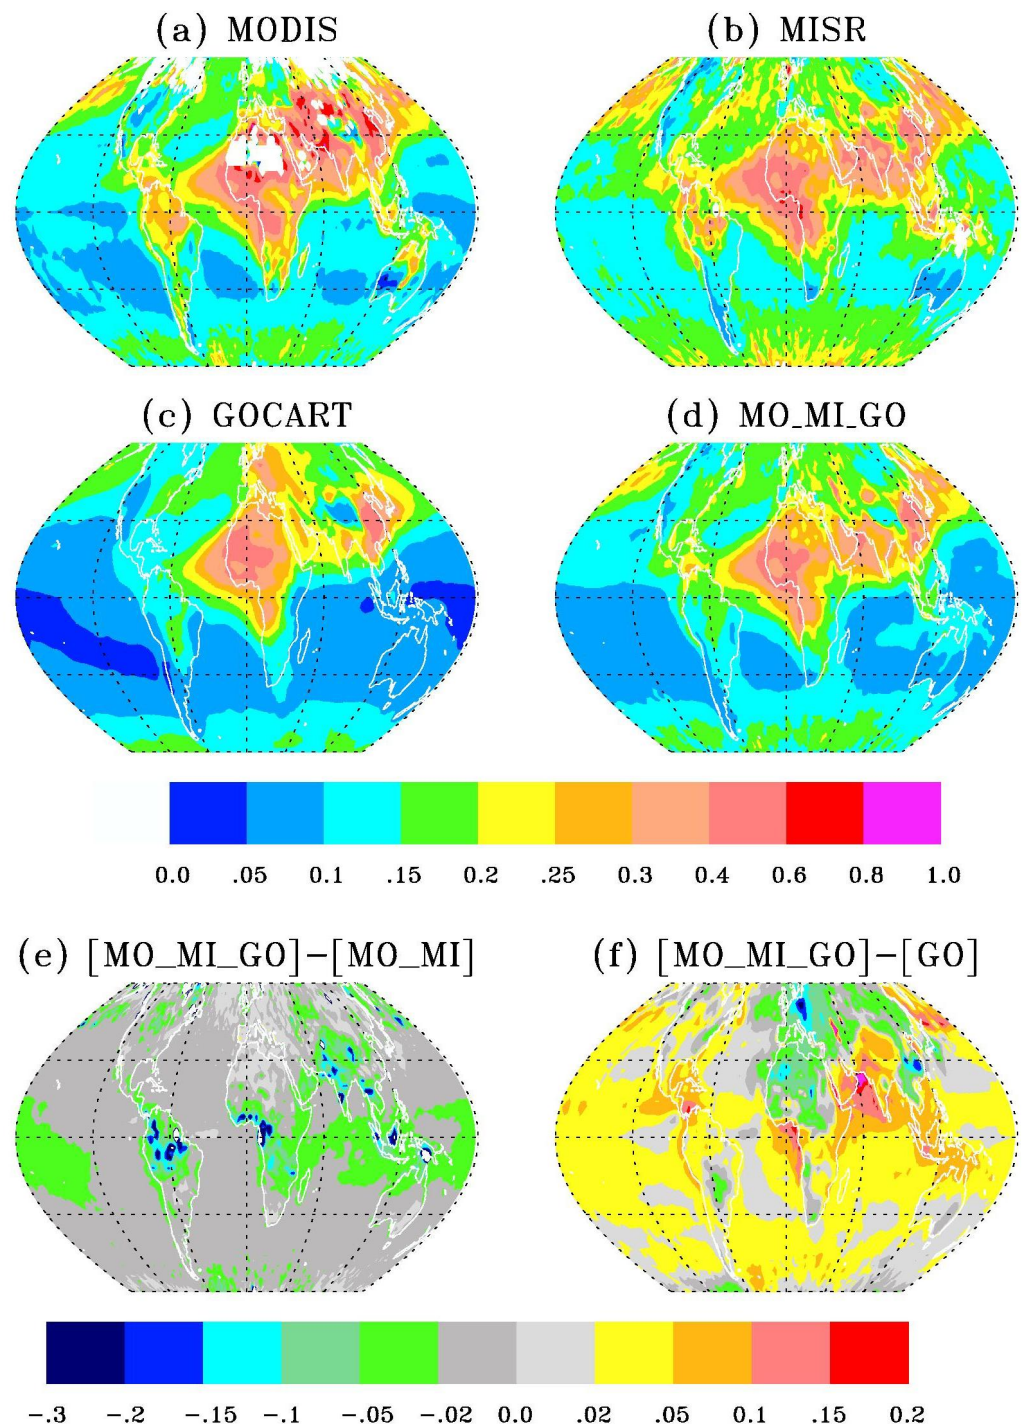 (a) MODIS
(b) MISR
(c) GOCART
(d) MO_MI_GO
0.0 .05 0.1 .15 0.2 .25 0.3 0.4 0.6 0.8 1.0
(e) [MO_MI_GO]-[MO_MI]
(f) [MO_MI_GO]-[GO]
-.3 -.2 -.15 -.1 -.05 -.02 0.0 .02 .05 0.1 .15 0.2